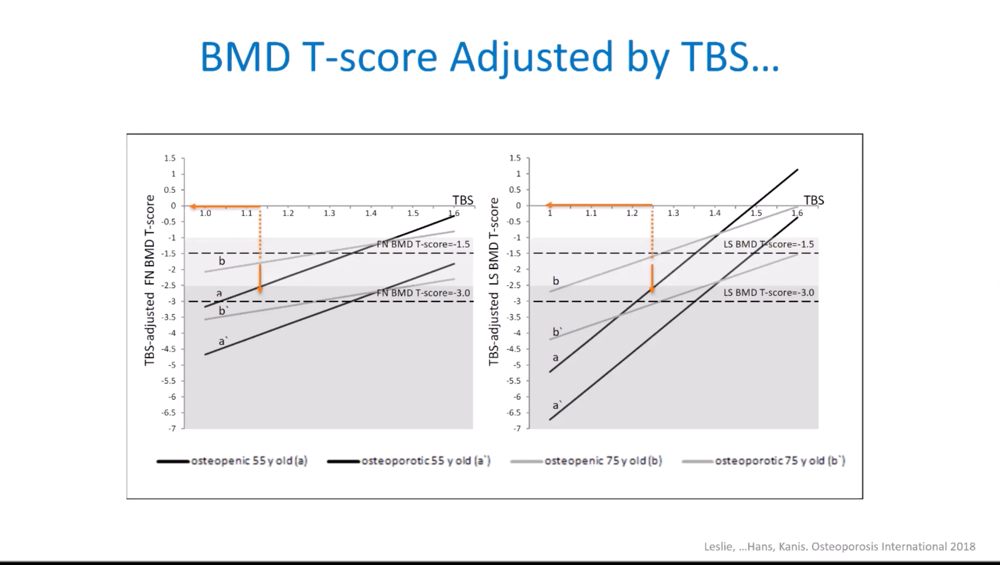 BMD T-score Adjusted by TBS...
TBS-adjusted FN BMD T-score
1.5
1
0.5
0
-0.5
-1
-1.5
-2
-2.5
-3
-3.5
-4
-4.5
-5
-5.5
-6
-6.5
-7
TBS
1.0 1.1 1.2 1.3 1.4 1.5 1.6
FN BMD T-score=-1.5
b
a
FN BMD T-score=-3.0
b`
a`
TBS-adjusted LS BMD T-score
1.5
1
0.5
0
-0.5
-1
-1.5
-2
-2.5
-3
-3.5
-4
-4.5
-5
-5.5
-6
-6.5
-7
TBS
1 1.1 1.2 1.3 1.4 1.5 1.6
LS BMD T-score=-1.5
b
LS BMD T-score=-3.0
b`
a
a`
osteopenic 55 y old (a) osteoporotic 55 y old (a`) osteopenic 75 y old (b) osteoporotic 75 y old (b`)
Leslie, ...Hans, Kanis. Osteoporosis International 2018